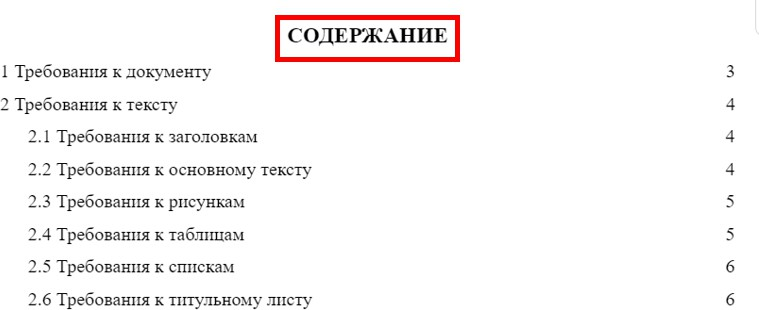 СОДЕРЖАНИЕ
1 Требования к документу 3
2 Требования к тексту 4
2.1 Требования к заголовкам 4
2.2 Требования к основному тексту 4
2.3 Требования к рисункам 5
2.4 Требования к таблицам 5
2.5 Требования к спискам 6
2.6 Требования к титульному листу 6